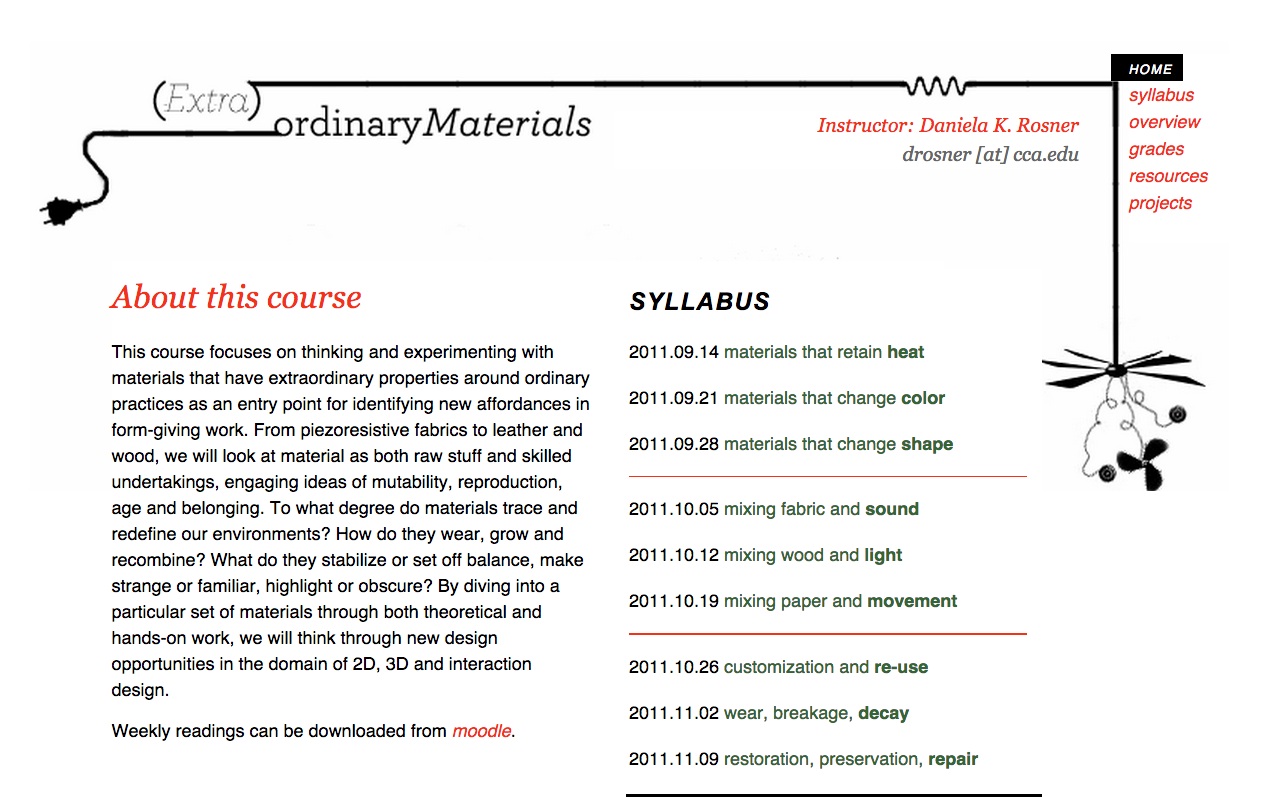 (Extra)
ordinaryMaterials
Instructor: Daniela K. Rosner
drosner [at] cca.edu
HOME
syllabus
overview
grades
resources
projects
About this course
This course focuses on thinking and experimenting with
materials that have extraordinary properties around ordinary
practices as an entry point for identifying new affordances in
form-giving work. From piezoresistive fabrics to leather and
wood, we will look at material as both raw stuff and skilled
undertakings, engaging ideas of mutability, reproduction,
age and belonging. To what degree do materials trace and
redefine our environments? How do they wear, grow and
recombine? What do they stabilize or set off balance, make
strange or familiar, highlight or obscure? By diving into a
particular set of materials through both theoretical and
hands-on work, we will think through new design
opportunities in the domain of 2D, 3D and interaction
design.
Weekly readings can be downloaded from moodle.
SYLLABUS
2011.09.14 materials that retain heat
2011.09.21 materials that change color
2011.09.28 materials that change shape
2011.10.05 mixing fabric and sound
2011.10.12 mixing wood and light
2011.10.19 mixing paper and movement
2011.10.26 customization and re-use
2011.11.02 wear, breakage, decay
2011.11.09 restoration, preservation, repair